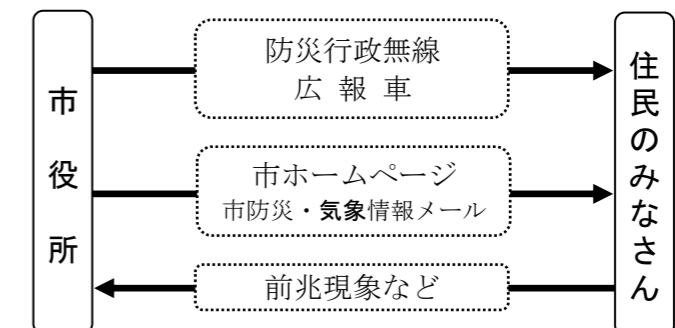 市役所
防災行政無線
広報車
市ホームページ
市防災・気象情報メール
前兆現象など
住民のみなさん